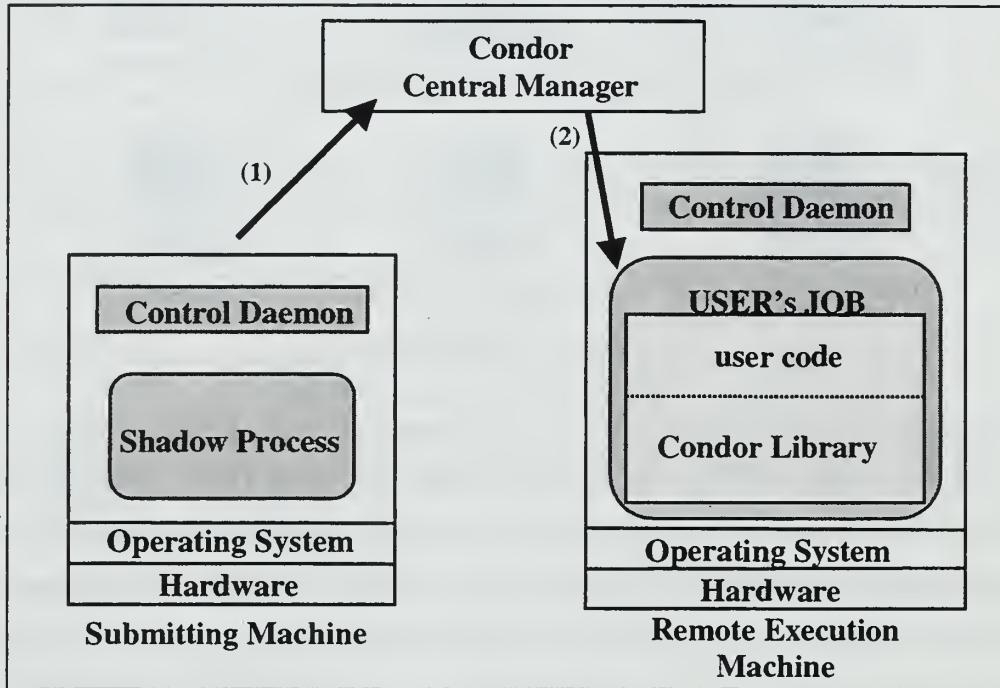 Condor
Central Manager
(1)
(2)
Control Daemon
USER's JOB
user code
Condor Library
Operating System
Hardware
Remote Execution
Machine
Control Daemon
Shadow Process
Operating System
Hardware
Submitting Machine